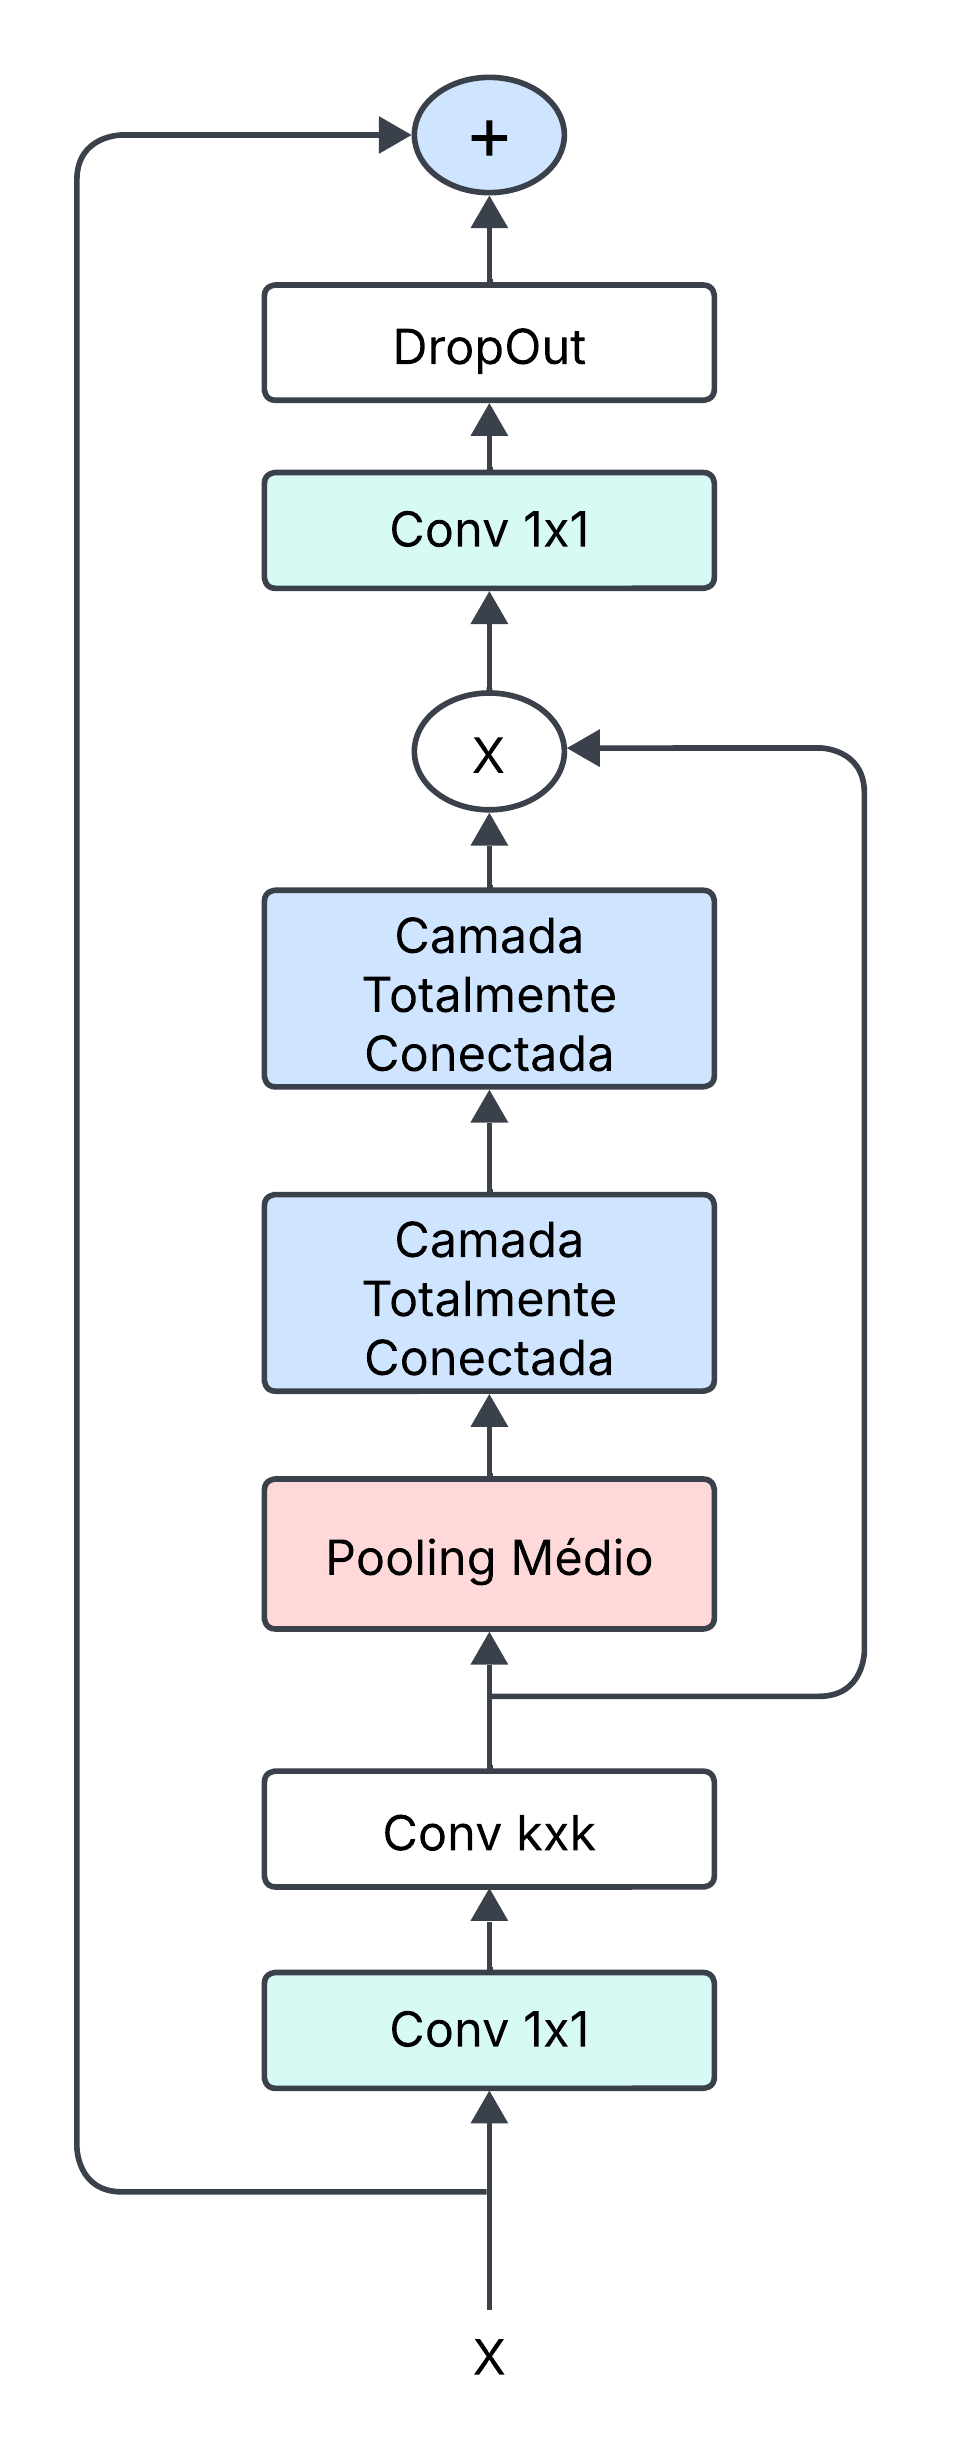 +
DropOut
Conv 1x1
X
Camada
Totalmente
Conectada
Camada
Totalmente
Conectada
Pooling Médio
Conv kxk
Conv 1x1
X